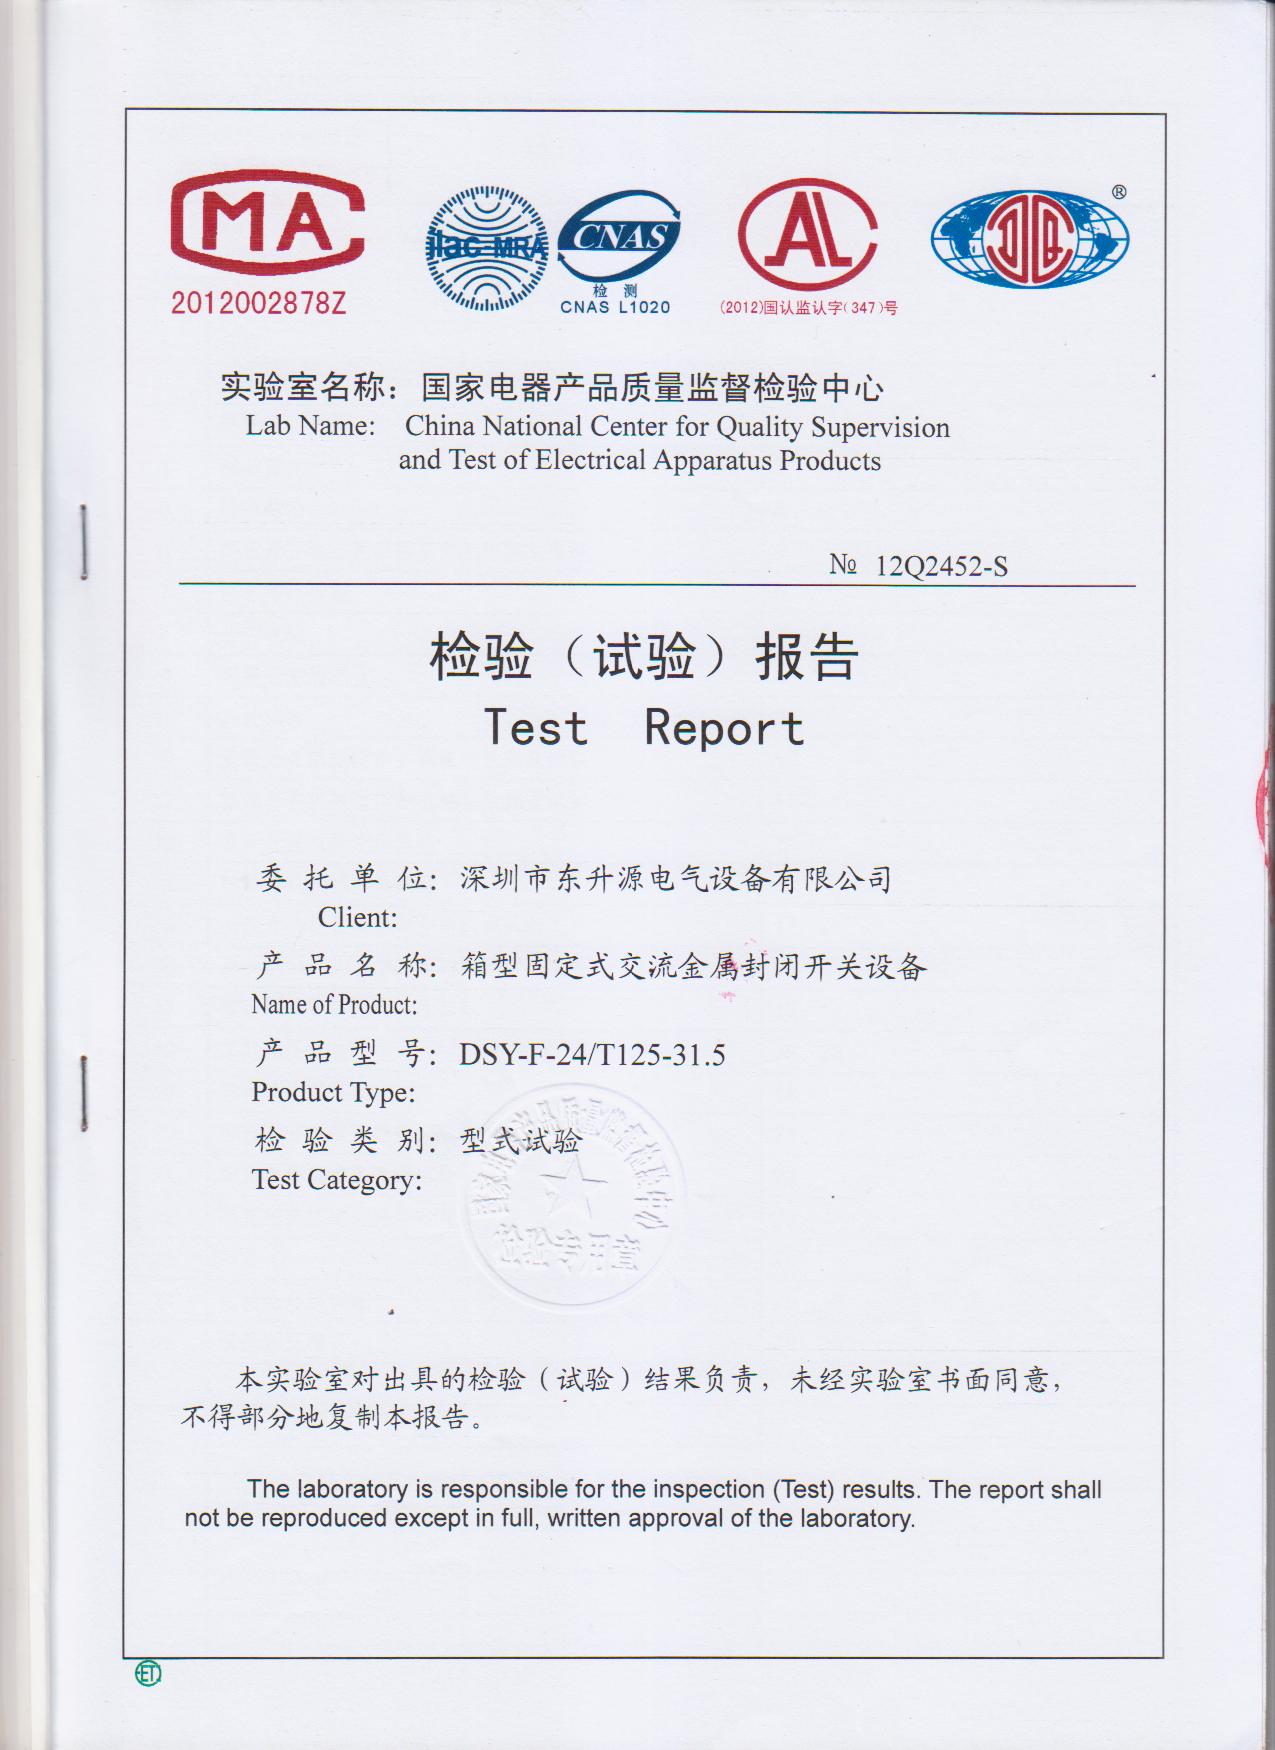 MA
2012002878Z
ilac-MRA
CNAS
检 测
CNAS L1020
AL
(2012)国认监认字(347)号
®
实验室名称：国家电器产品质量监督检验中心
Lab Name: China National Center for Quality Supervision
and Test of Electrical Apparatus Products
№ 12Q2452-S
检验（试验）报告
Test Report
委 托 单 位：深圳市东升源电气设备有限公司
Client:
产 品 名 称：箱型固定式交流金属封闭开关设备
Name of Product:
产 品 型 号：DSY-F-24/T125-31.5
Product Type:
检 验 类 别：型式试验
Test Category:
检验专用章
本实验室对出具的检验（试验）结果负责，未经实验室书面同意，
不得部分地复制本报告。
The laboratory is responsible for the inspection (Test) results. The report shall
not be reproduced except in full, written approval of the laboratory.